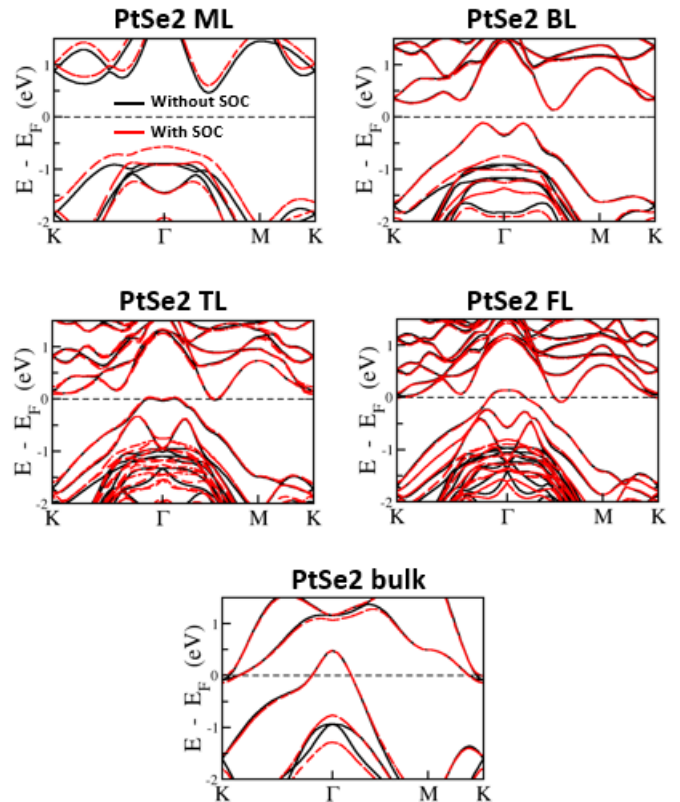 PtSe2 ML
PtSe2 BL
E - E_F (eV)
1
0
-1
-2
Without SOC
With SOC
K Γ M K
E - E_F (eV)
1
0
-1
-2
K Γ M K
PtSe2 TL
PtSe2 FL
E - E_F (eV)
1
0
-1
-2
K Γ M K
E - E_F (eV)
1
0
-1
-2
K Γ M K
PtSe2 bulk
E - E_F (eV)
1
0
-1
-2
K Γ M K